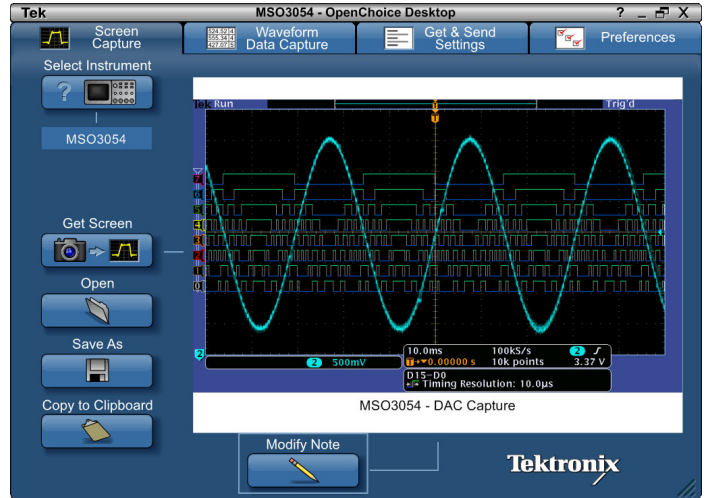 Tek MSO3054 - OpenChoice Desktop ? _ X
Screen Capture
Waveform Data Capture
Get & Send Settings
Preferences
Select Instrument
?
MSO3054
Get Screen
Open
Save As
Copy to Clipboard
Tek Run Trig'd
T
2 500mV
10.0ms 100kS/s 2
T→▼0.00000 s 10k points 3.37 V
D15-D0
Timing Resolution: 10.0µs
MSO3054 - DAC Capture
Modify Note
Tektronix